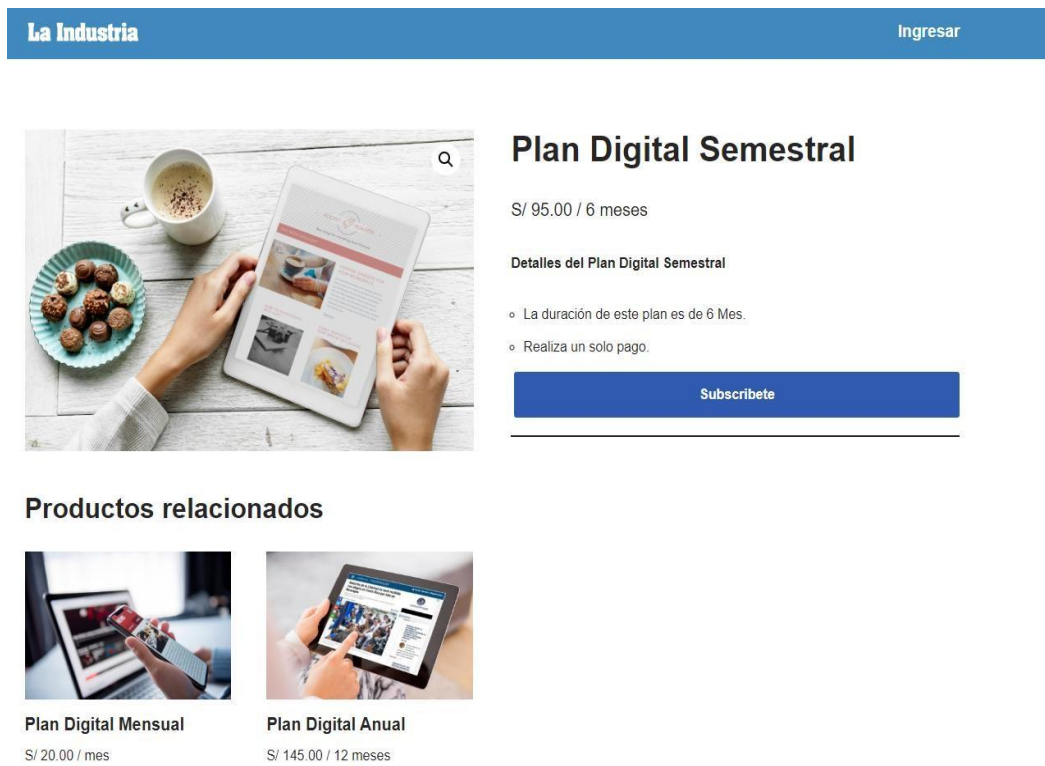 La Industria
Ingresar
Plan Digital Semestral
S/ 95.00 / 6 meses
Detalles del Plan Digital Semestral
La duración de este plan es de 6 Mes.
Realiza un solo pago.
Subscribete
Productos relacionados
Plan Digital Mensual
S/ 20.00 / mes
Plan Digital Anual
S/ 145.00 / 12 meses